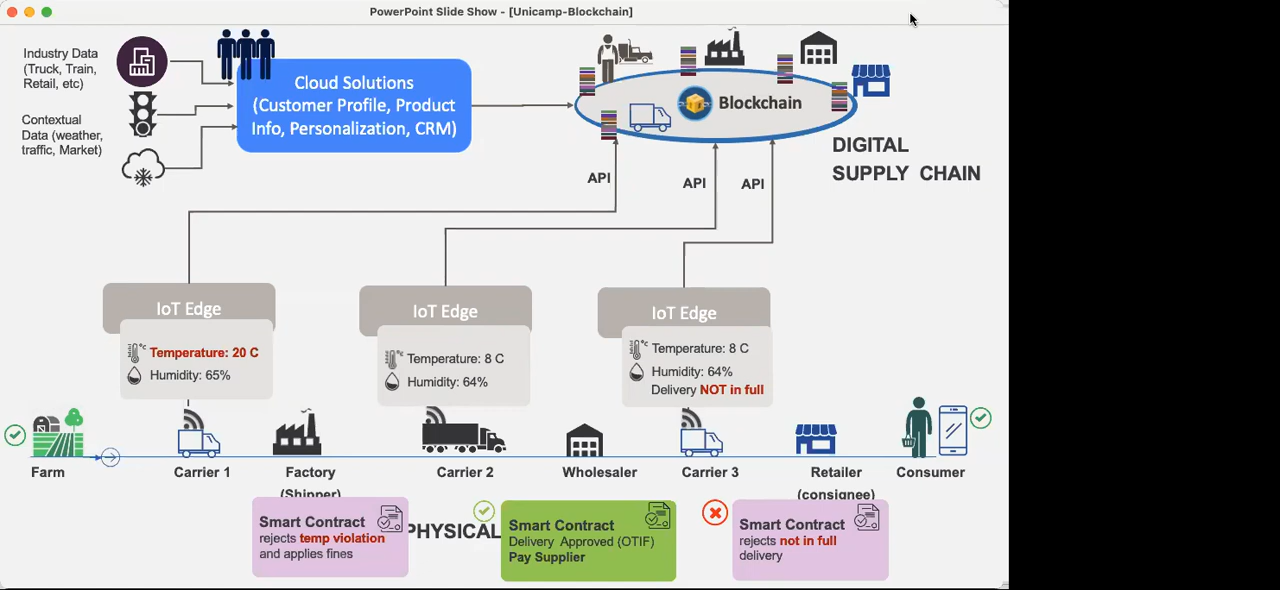 PowerPoint Slide Show - [Unicamp-Blockchain]
Industry Data
(Truck, Train,
Retail, etc)
Contextual
Data (weather,
traffic, Market)
Cloud Solutions
(Customer Profile, Product
Info, Personalization, CRM)
Blockchain
DIGITAL
SUPPLY CHAIN
API
API
API
IoT Edge
°C
Temperature: 20 C
Humidity: 65%
IoT Edge
°C
Temperature: 8 C
Humidity: 64%
IoT Edge
°C
Temperature: 8 C
Humidity: 64%
Delivery NOT in full
Farm
Carrier 1
Factory
(Shipper)
Carrier 2
Wholesaler
Carrier 3
Retailer
(consignee)
Consumer
Smart Contract
rejects temp violation
and applies fines
PHYSICAL
Smart Contract
Delivery Approved (OTIF)
Pay Supplier
Smart Contract
rejects not in full
delivery